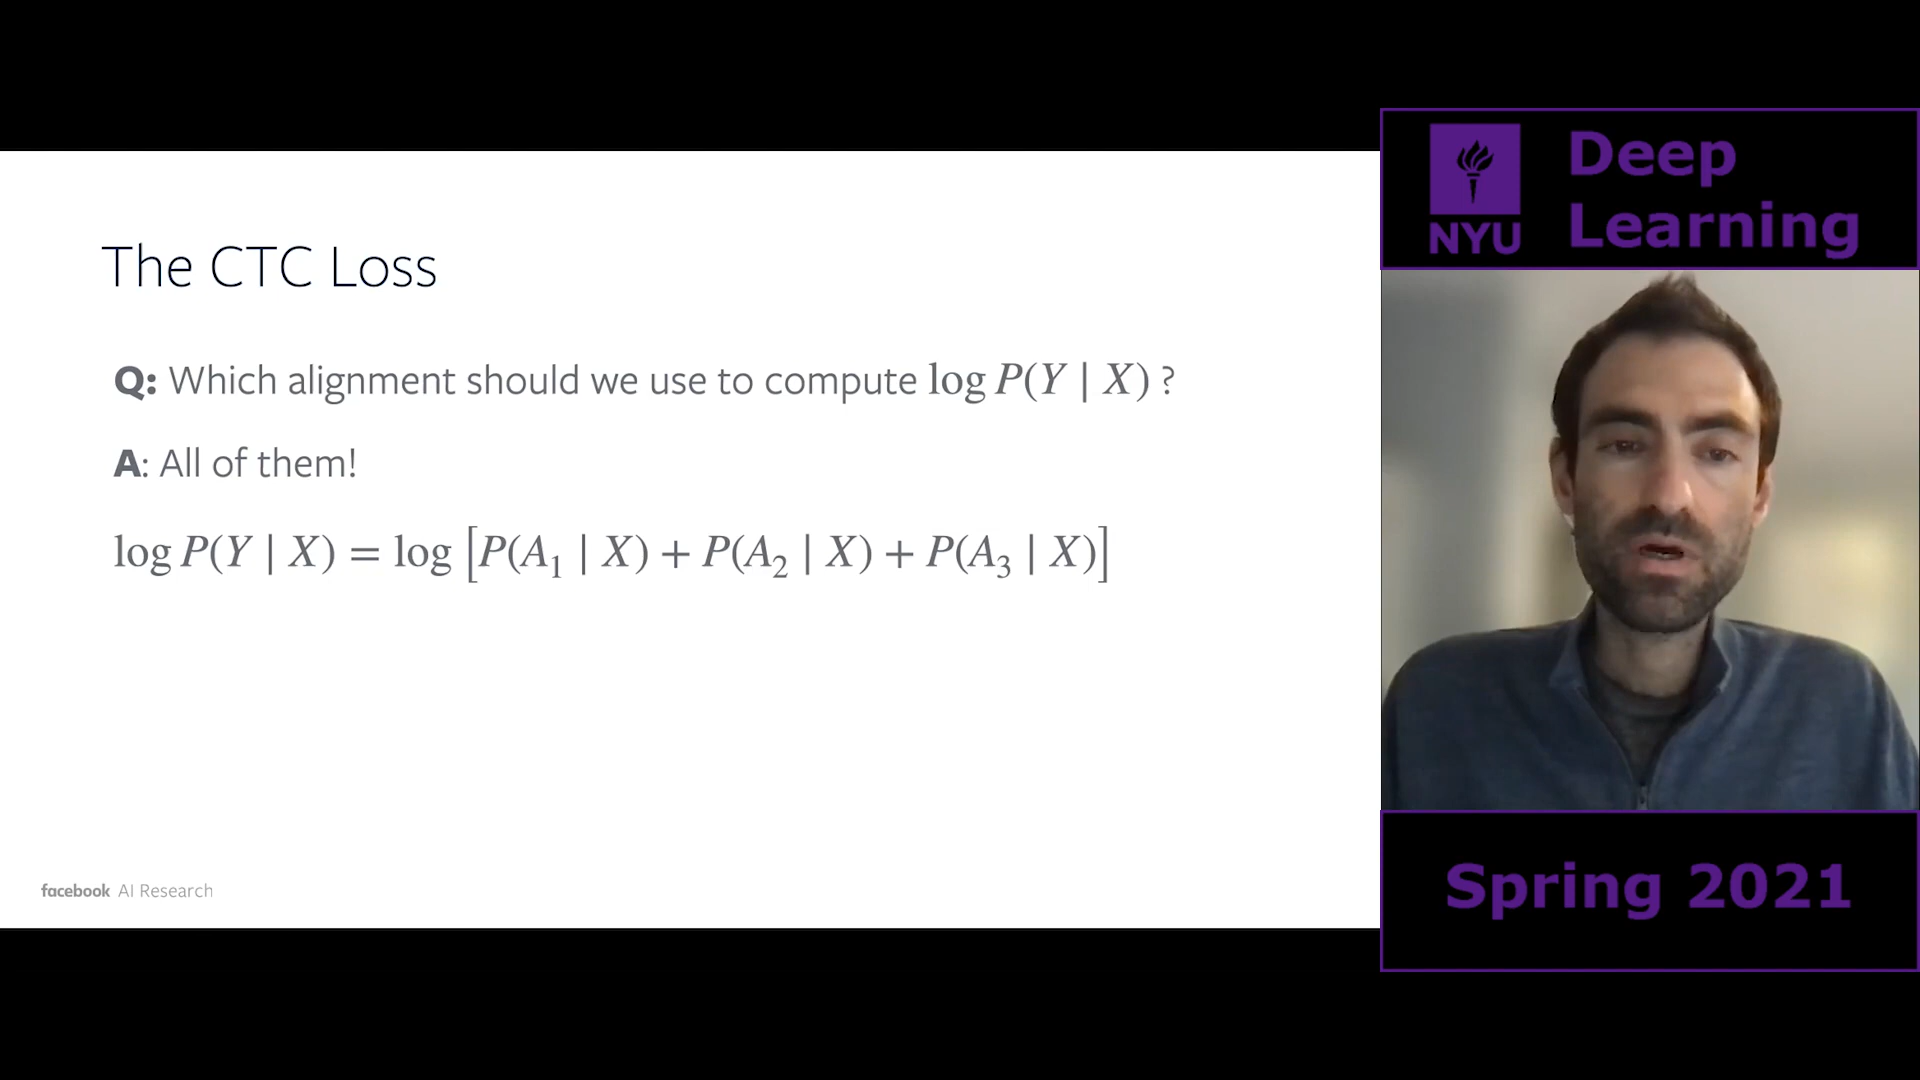 The CTC Loss
Q: Which alignment should we use to compute log P(Y | X) ?
A: All of them!
log P(Y | X) = log [P(A₁ | X) + P(A₂ | X) + P(A₃ | X)]
facebook AI Research
NYU
Deep
Learning
Spring 2021